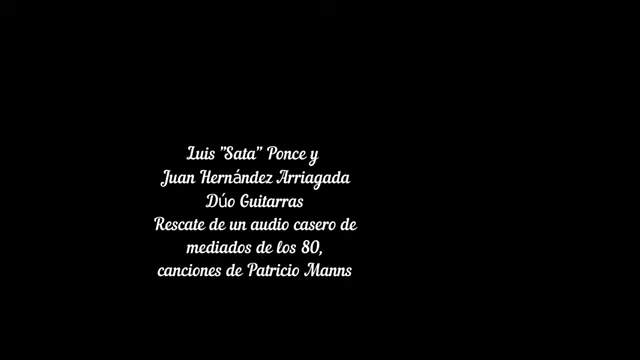 Luis "Sata" Ponce y
Juan Hernández Arriagada
Dúo Guitarras
Rescate de un audio casero de
mediados de los 80,
canciones de Patricio Manns